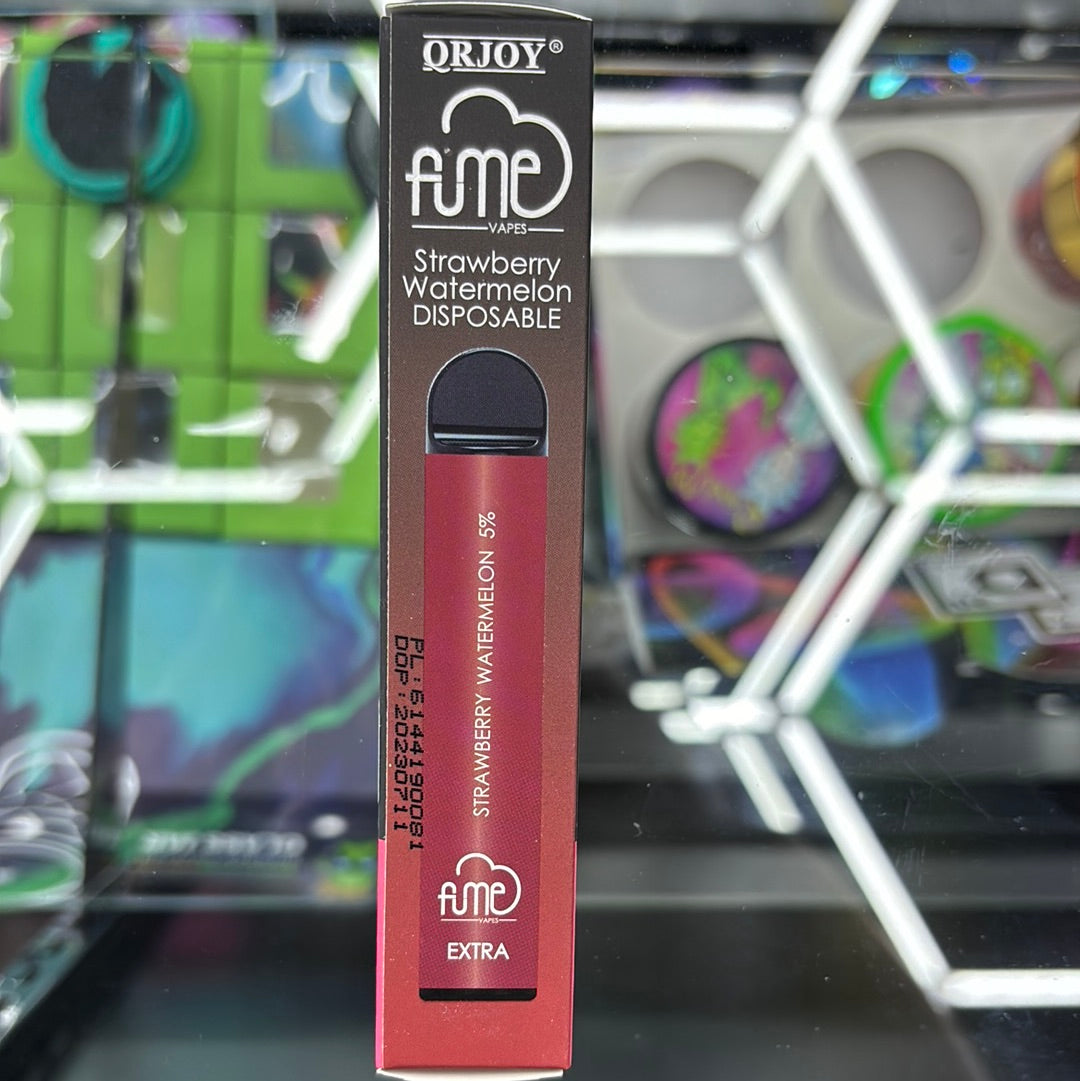 QRJOY®
fume
VAPES
Strawberry
Watermelon
DISPOSABLE
STRAWBERRY WATERMELON 5%
PL:6144190081
DOP:20230711
fume
VAPES
EXTRA